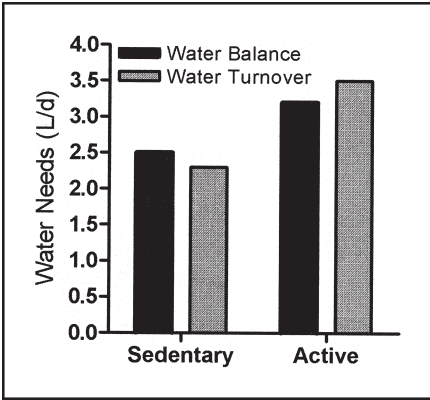 Water Needs (L/d)
4.0
3.5
3.0
2.5
2.0
1.5
1.0
0.5
0.0
Water Balance
Water Turnover
Sedentary
Active